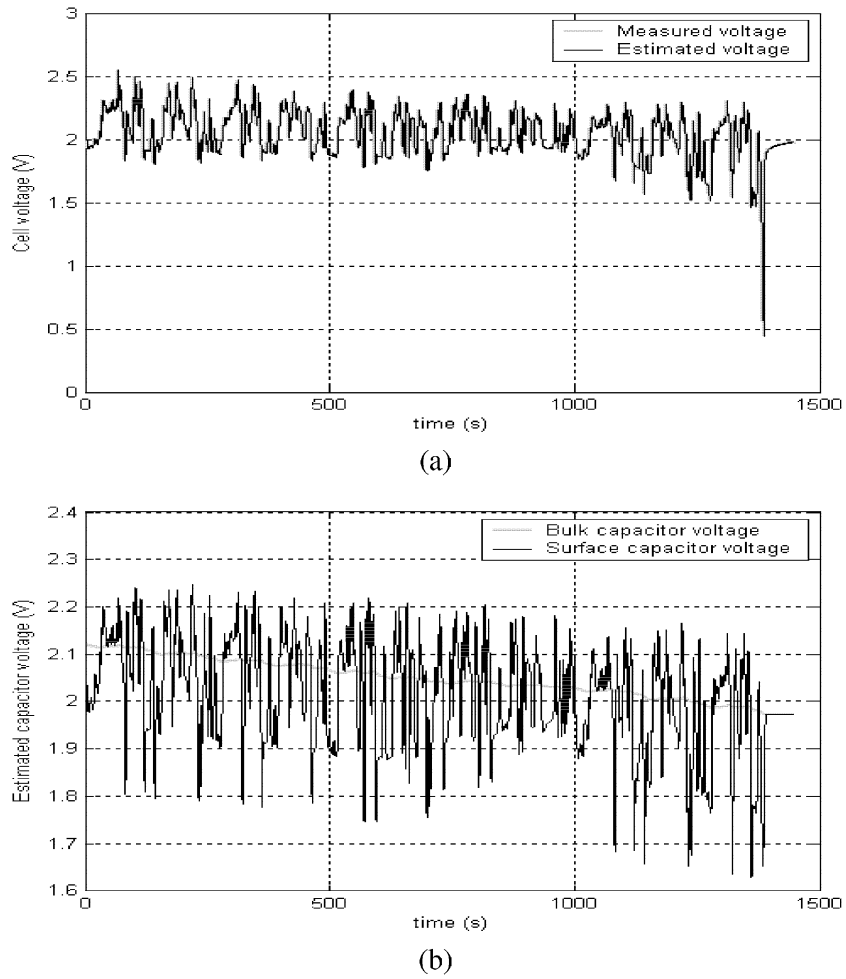 3
2.5
2
1.5
1
0.5
0
Cell voltage (V)
Measured voltage
Estimated voltage
0
500
1000
1500
time (s)
(a)
2.4
2.3
2.2
2.1
2
1.9
1.8
1.7
1.6
Estimated capacitor voltage (V)
Bulk capacitor voltage
Surface capacitor voltage
0
500
1000
1500
time (s)
(b)